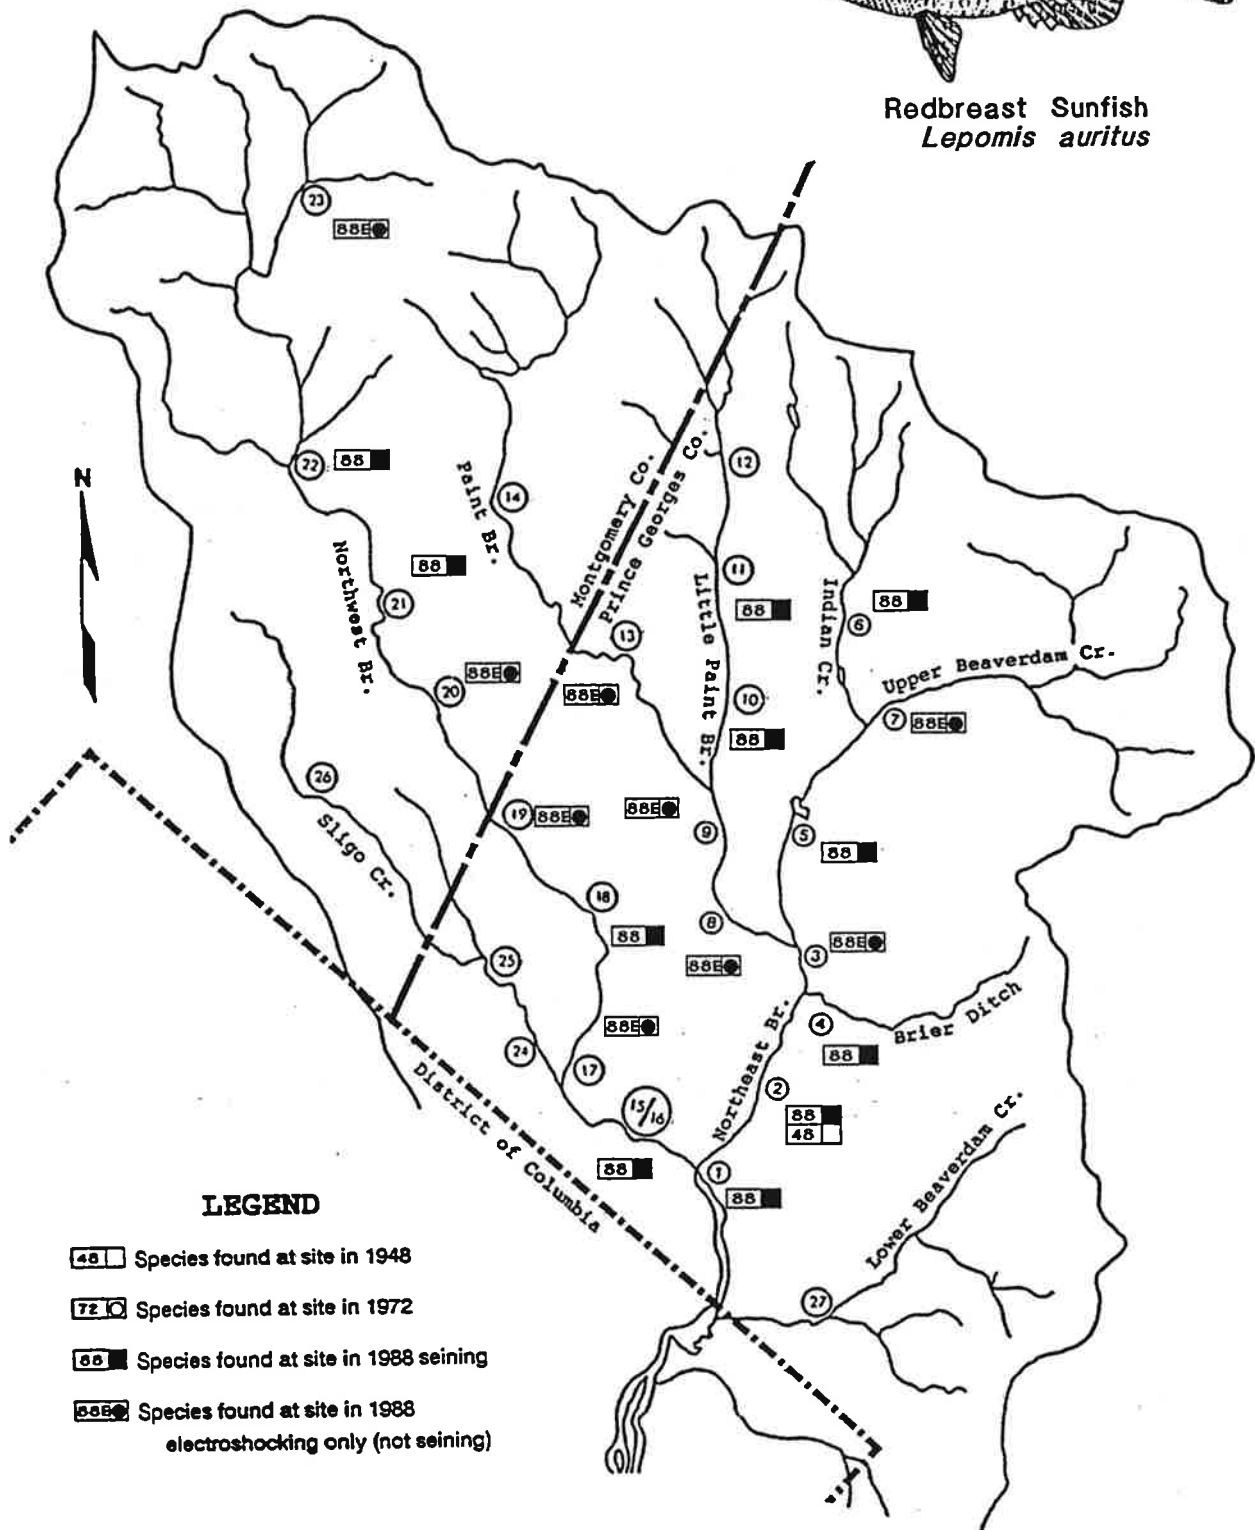 Redbreast Sunfish
Lepomis auritus
23
88E
N
22
88
Paint Br.
14
Montgomery Co.
Prince Georges Co.
12
Northwest Br.
88
21
11
Little Paint Br.
88
Indian Cr.
88
6
13
20
88E
88E
10
88
Upper Beaverdam Cr.
7
88E
26
Sligo Cr.
19
88E
88E
9
5
88
18
88
8
88E
3
88E
25
24
17
88E
Northeast Br.
4
88
Brier Ditch
2
88
48
15/16
88
1
88
District of Columbia
Lower Beaverdam Cr.
27
LEGEND
48 Species found at site in 1948
72 Species found at site in 1972
88 Species found at site in 1988 seining
88E Species found at site in 1988
electroshocking only (not seining)